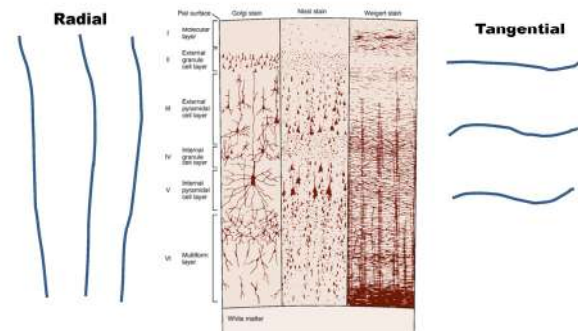 Radial
Tangential
Pial surface
Golgi stain
Nissl stain
Weigert stain
I
Molecular
layer
II
External
granule
cell layer
III
External
pyramidal
cell layer
IV
Internal
granule
cell layer
V
Internal
pyramidal
cell layer
VI
Multiform
layer
White matter